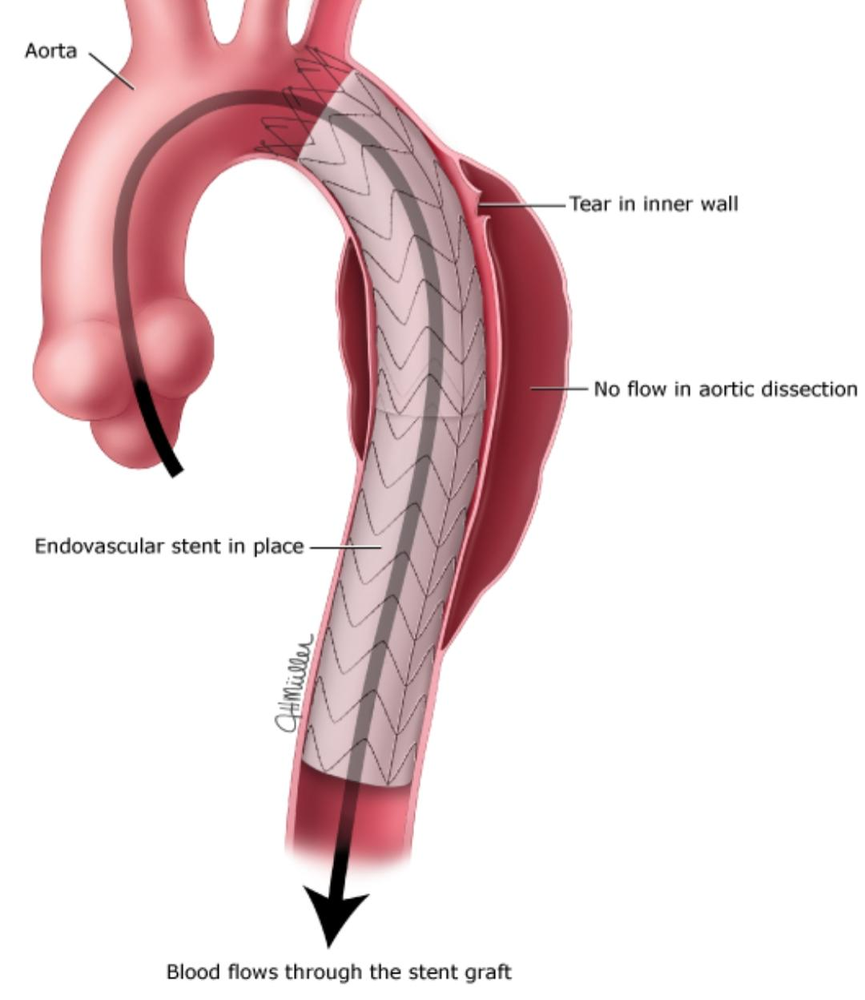 Aorta
Tear in inner wall
No flow in aortic dissection
Endovascular stent in place
JHMüller
Blood flows through the stent graft